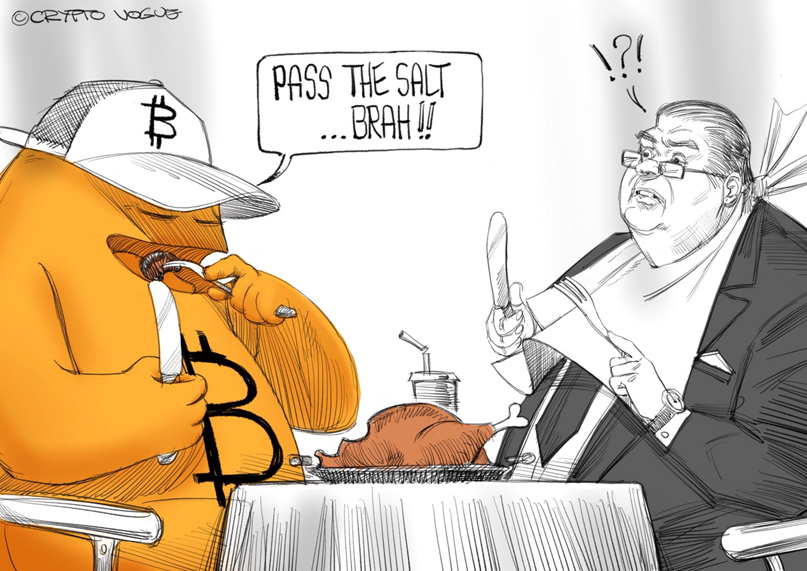 ©CRYPTO VOGUE
PASS THE SALT
...BRAH!!
!?!
₿
₿